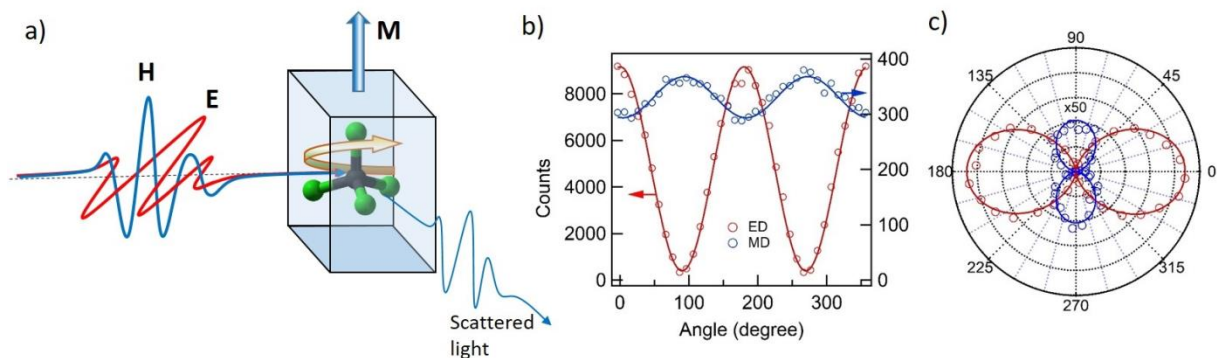 a)
H
E
M
Scattered
light
b)
Counts
8000
6000
4000
2000
0
400
300
200
100
0
ED
MD
0
100
200
300
Angle (degree)
c)
90
135
45
x50
180
0
225
315
270